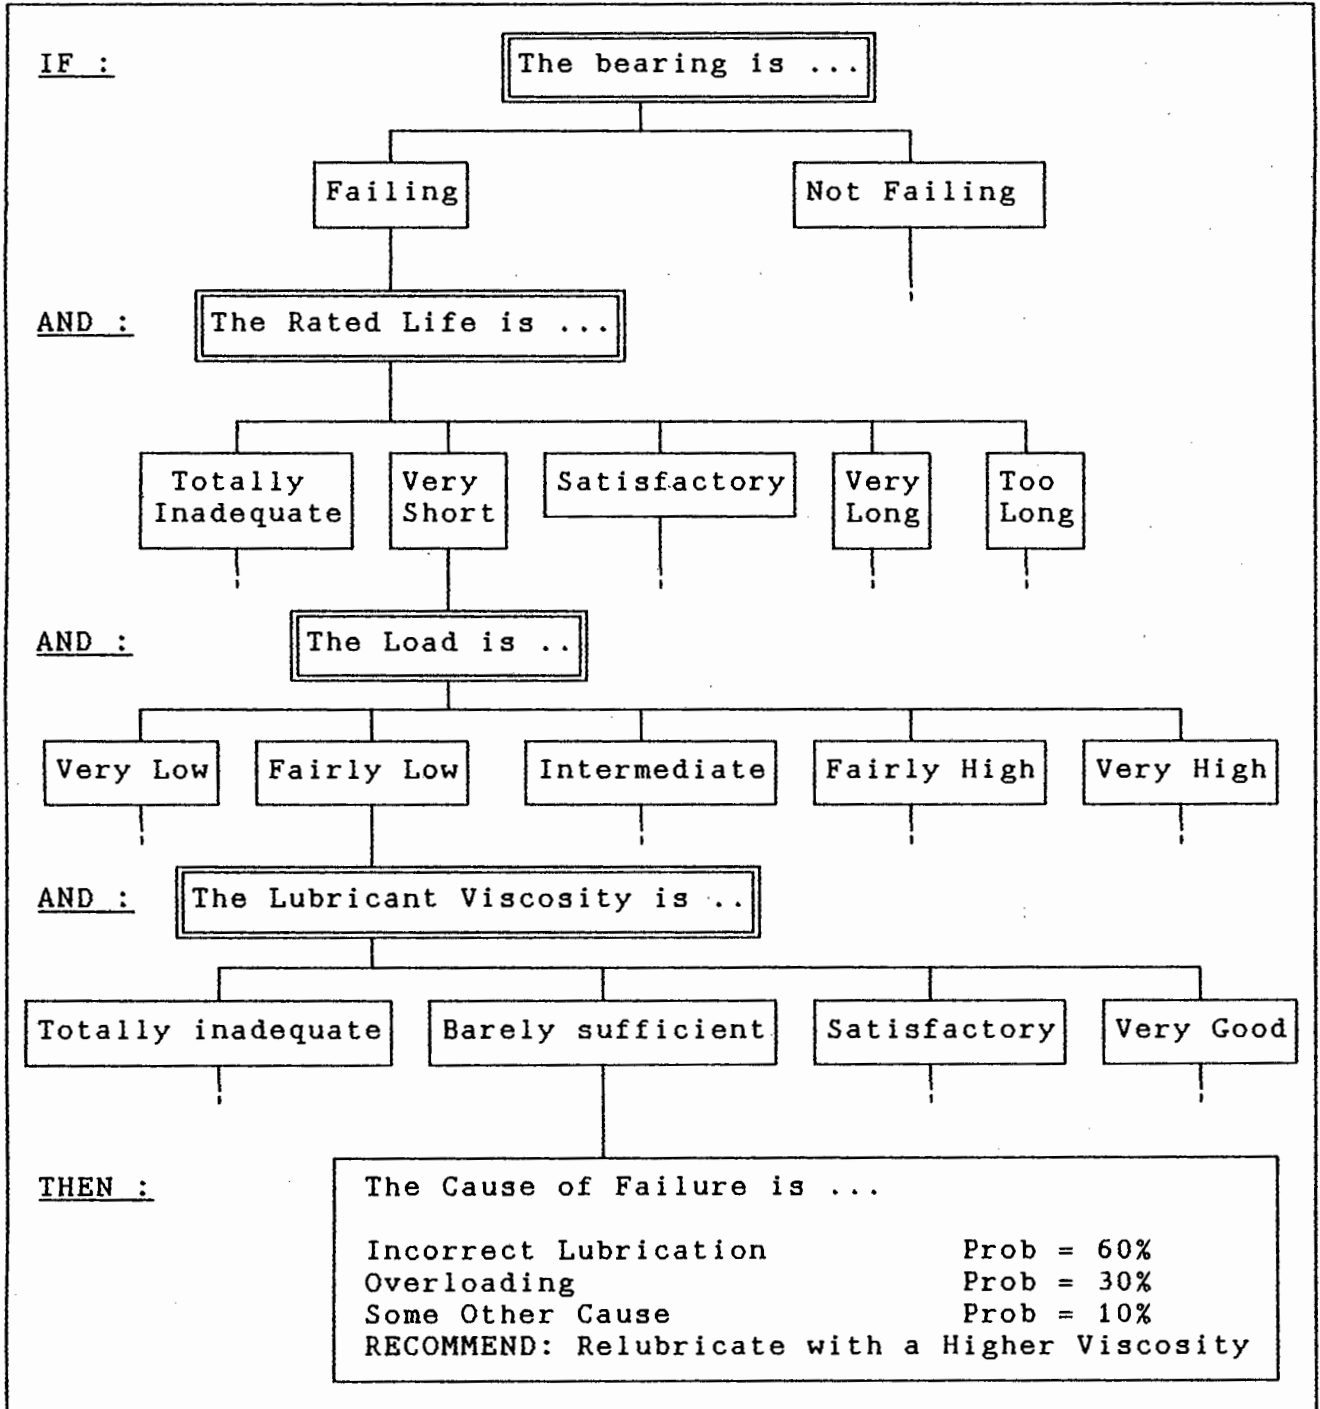 IF :
The bearing is ...
Failing
Not Failing
AND :
The Rated Life is ...
Totally
Inadequate
Very
Short
Satisfactory
Very
Long
Too
Long
AND :
The Load is ..
Very Low
Fairly Low
Intermediate
Fairly High
Very High
AND :
The Lubricant Viscosity is ..
Totally inadequate
Barely sufficient
Satisfactory
Very Good
THEN :
The Cause of Failure is ...
Incorrect Lubrication Prob = 60%
Overloading Prob = 30%
Some Other Cause Prob = 10%
RECOMMEND: Relubricate with a Higher Viscosity